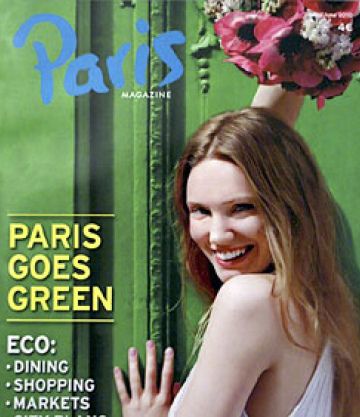 Paris
MAGAZINE
4€
PARIS
GOES
GREEN
ECO:
• DINING
• SHOPPING
• MARKETS